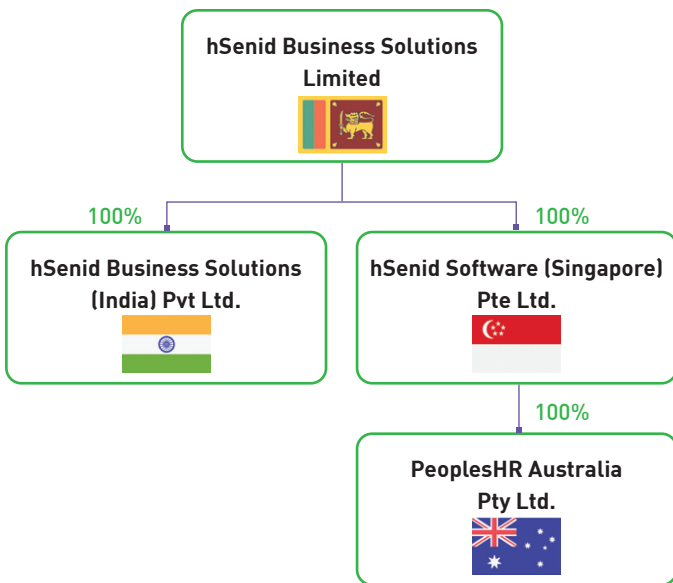 hSenid Business Solutions
Limited
100%
100%
hSenid Business Solutions
(India) Pvt Ltd.
hSenid Software (Singapore)
Pte Ltd.
100%
PeoplesHR Australia
Pty Ltd.